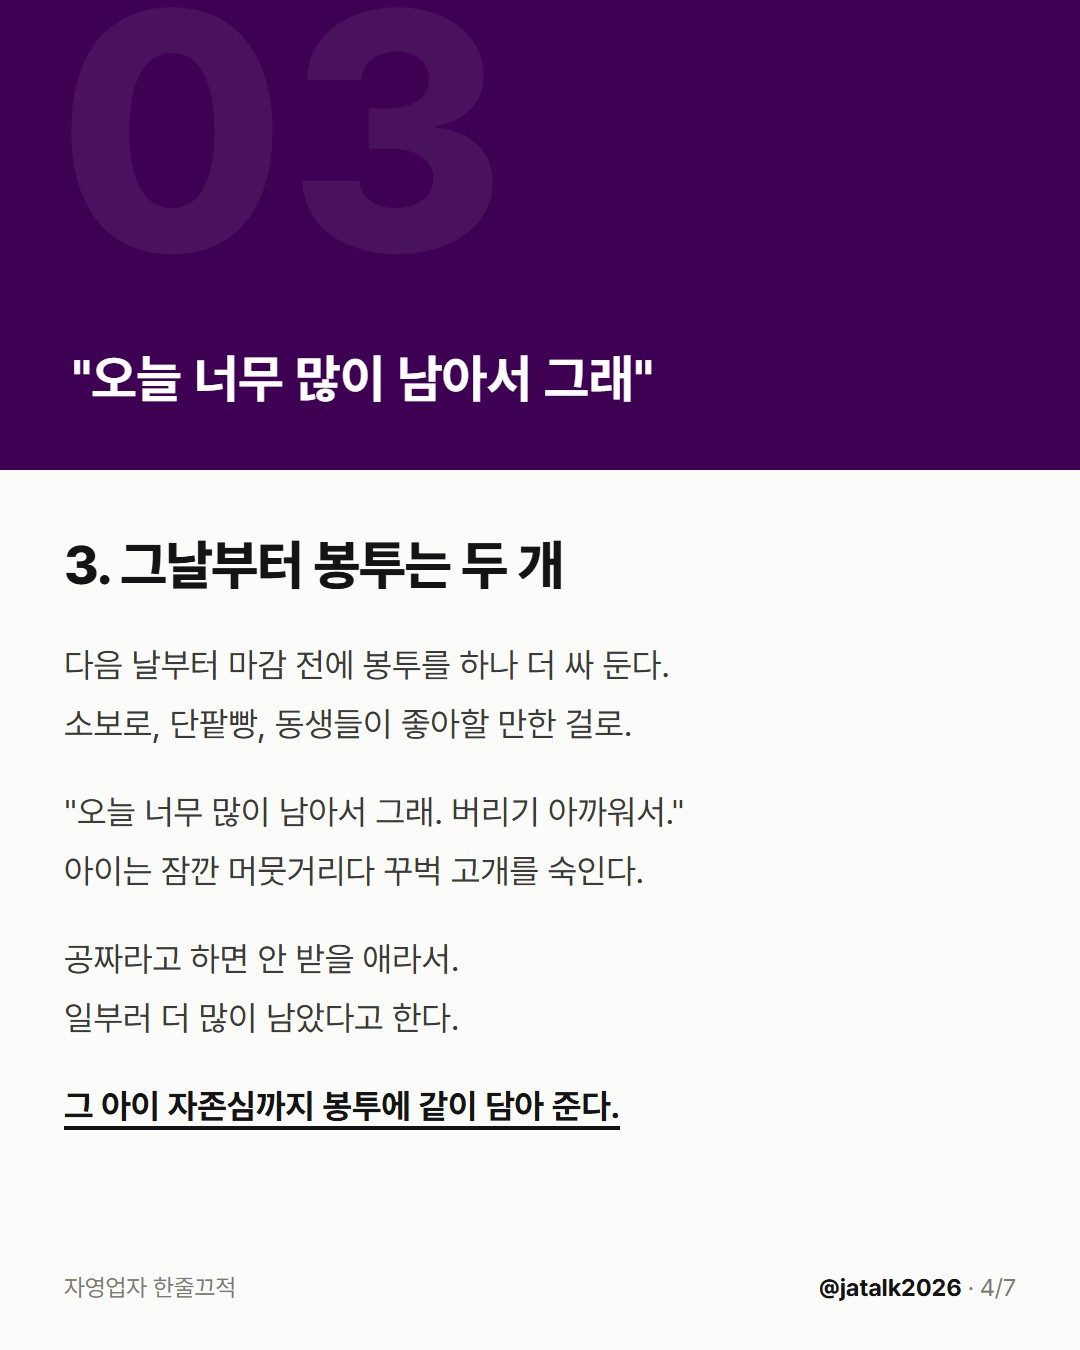 03
"오늘 너무 많이 남아서 그래"
3. 그날부터 봉투는 두 개
다음 날부터 마감 전에 봉투를 하나 더 싸 둔다.
소보로, 단팥빵, 동생들이 좋아할 만한 걸로.
"오늘 너무 많이 남아서 그래. 버리기 아까워서."
아이는 잠깐 머뭇거리다 꾸벅 고개를 숙인다.
공짜라고 하면 안 받을 애라서.
일부러 더 많이 남았다고 한다.
그 아이 자존심까지 봉투에 같이 담아 준다.
자영업자 한줄끄적
@jatalk2026 · 4/7